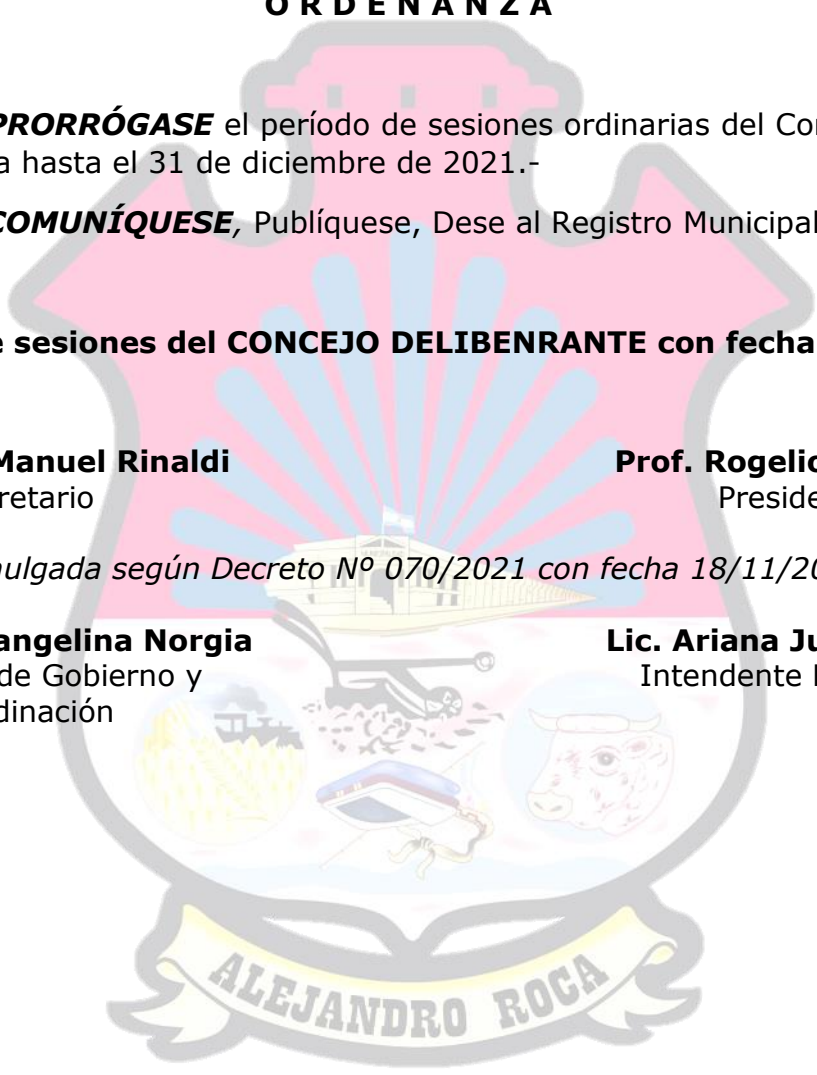 O R D E N A N Z A
PRORRÓGASE el período de sesiones ordinarias del Co
a hasta el 31 de diciembre de 2021.-
COMUNÍQUESE, Publíquese, Dese al Registro Municipal
e sesiones del CONCEJO DELIBENRANTE con fecha
Manuel Rinaldi Prof. Rogelio
retario Preside
ulgada según Decreto Nº 070/2021 con fecha 18/11/20
angelina Norgia Lic. Ariana Ju
de Gobierno y Intendente
dinación
ALEJANDRO ROCA